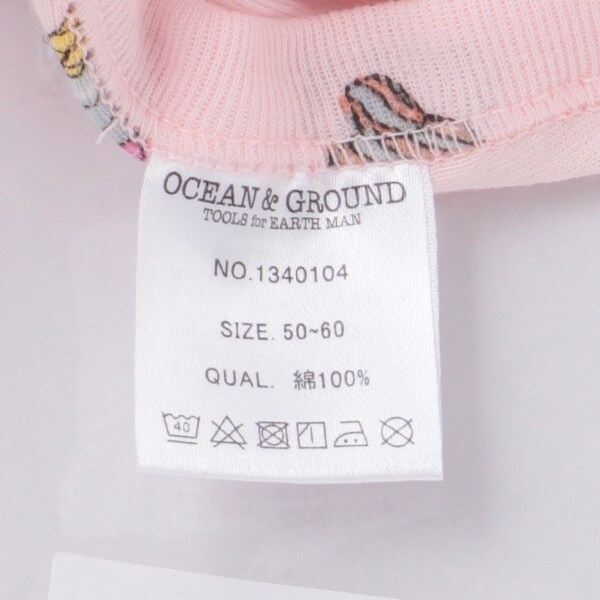 OCEAN & GROUND
TOOLS for EARTH MAN
NO.1340104
SIZE. 50~60
QUAL. 綿100%
40